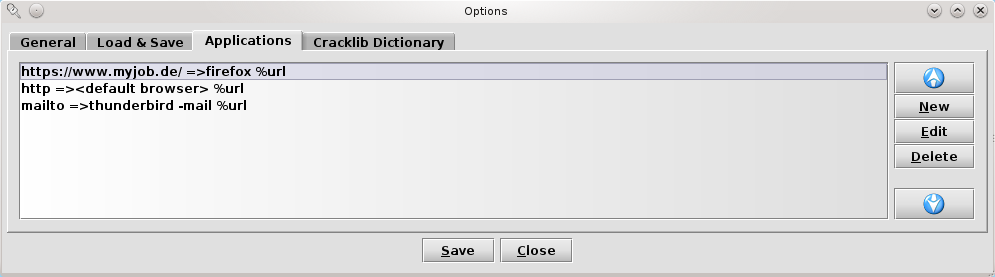 Options
General Load & Save Applications Cracklib Dictionary
https://www.myjob.de/ =>firefox %url
http =><default browser> %url
mailto =>thunderbird -mail %url
New
Edit
Delete
Save Close